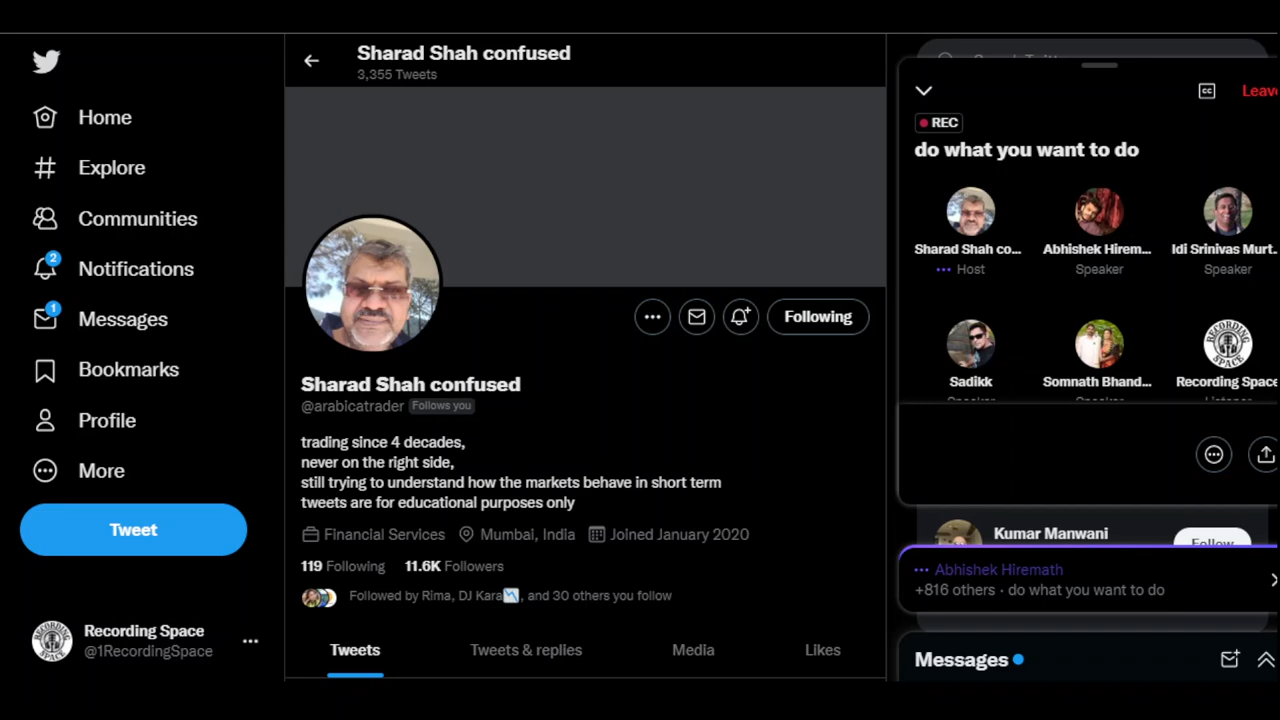 Home
Explore
Communities
2
Notifications
1
Messages
Bookmarks
Profile
More
Tweet
Recording Space
@1RecordingSpace
Sharad Shah confused
3,355 Tweets
Following
Sharad Shah confused
@arabicatrader Follows you
trading since 4 decades,
never on the right side,
still trying to understand how the markets behave in short term
tweets are for educational purposes only
Financial Services Mumbai, India Joined January 2020
119 Following 11.6K Followers
Followed by Rima, DJ Kara📉, and 30 others you follow
Tweets Tweets & replies Media Likes
CC Leave
REC
do what you want to do
Sharad Shah co... Abhishek Hirem... Idi Srinivas Murt..
Host Speaker Speaker
Sadikk Somnath Bhand... Recording Space
Speaker Speaker Listener
Kumar Manwani
Follow
Abhishek Hiremath
+816 others · do what you want to do
Messages